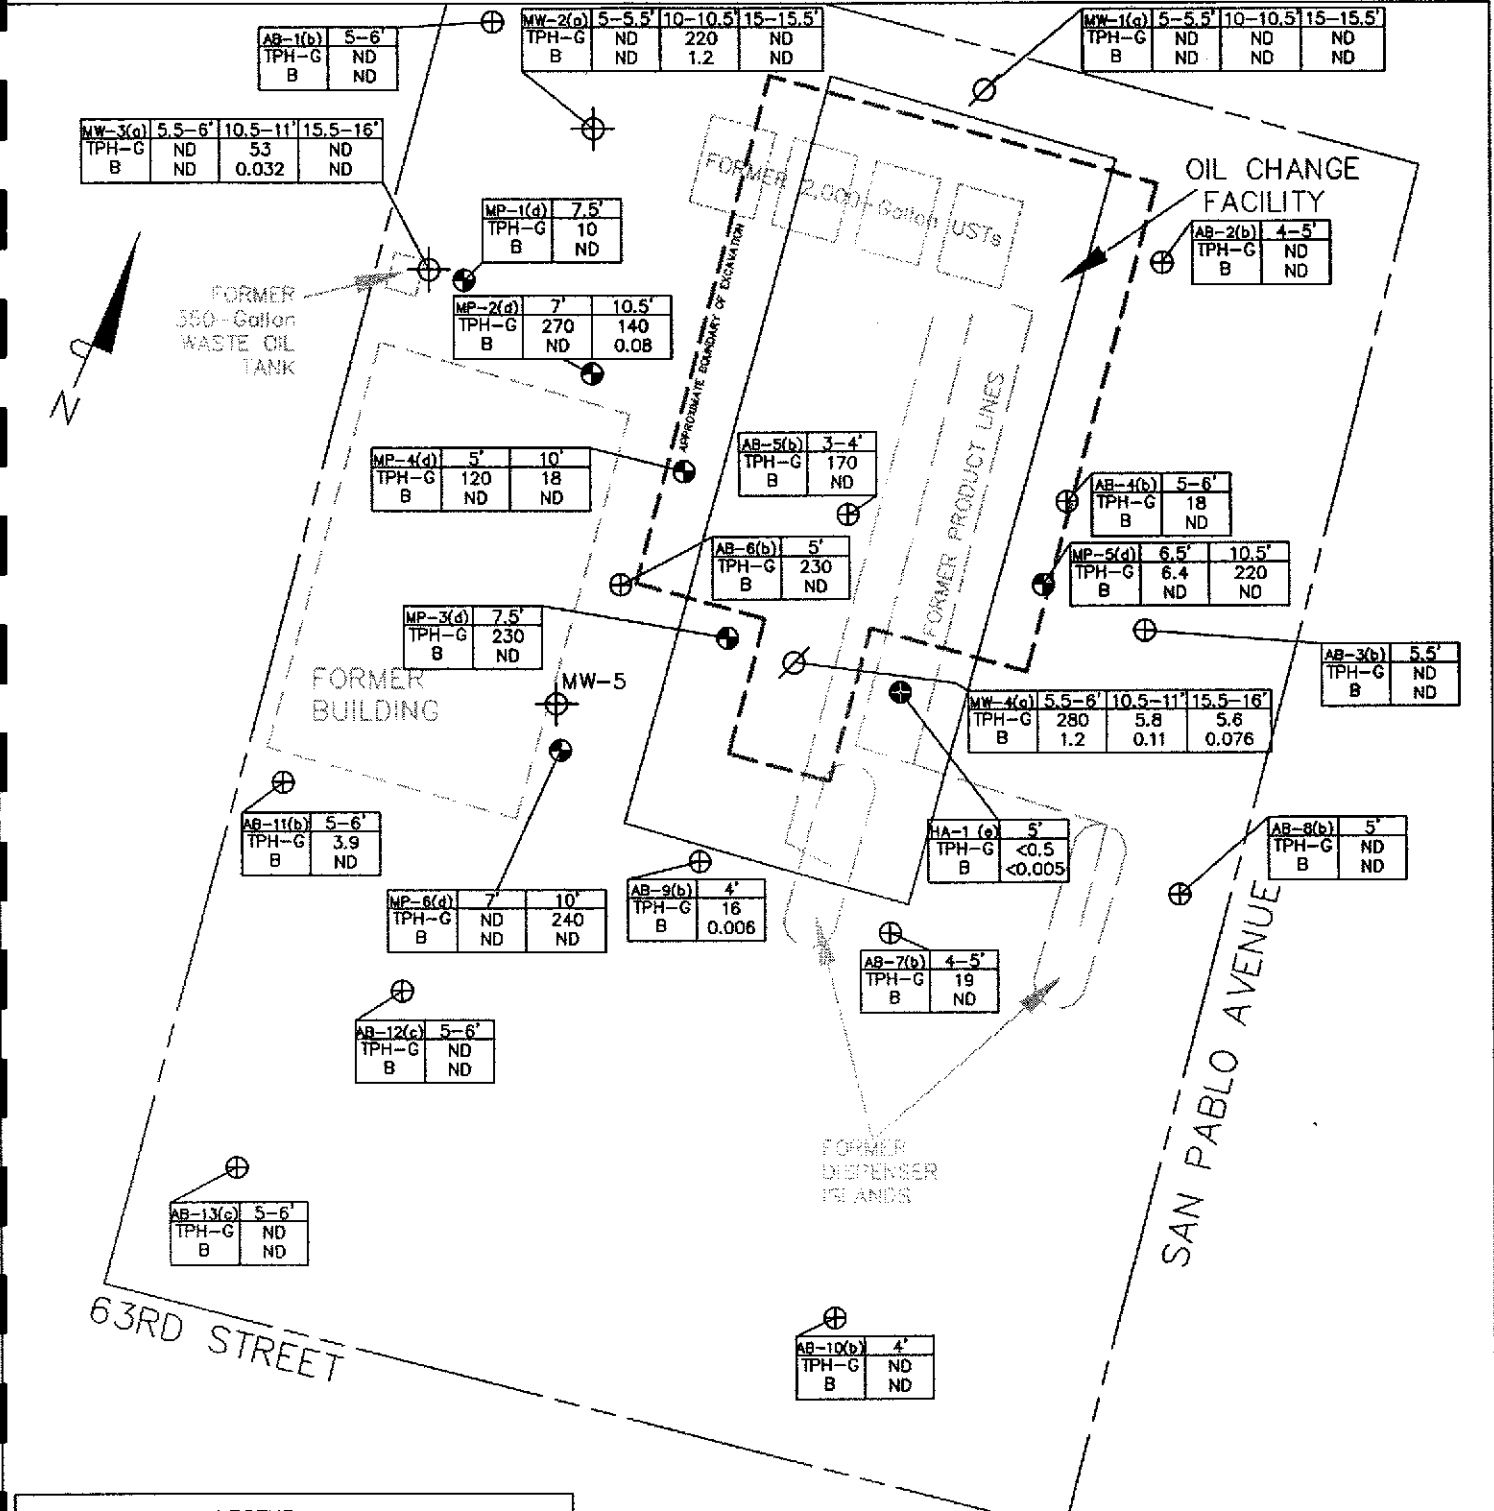 AB-1(b) 5-6'
TPH-G ND
B ND
MW-2(a) 5-5.5' 10-10.5' 15-15.5'
TPH-G ND 220 ND
B ND 1.2 ND
MW-1(a) 5-5.5' 10-10.5' 15-15.5'
TPH-G ND ND ND
B ND ND ND
MW-3(a) 5.5-6' 10.5-11' 15.5-16'
TPH-G ND 53 ND
B ND 0.032 ND
FORMER 2,000-Gallon USTs
OIL CHANGE
FACILITY
MP-1(d) 7.5'
TPH-G 10
B ND
AB-2(b) 4-5'
TPH-G ND
B ND
FORMER
550-Gallon
WASTE OIL
TANK
MP-2(d) 7' 10.5'
TPH-G 270 140
B ND 0.08
APPROXIMATE BOUNDARY OF EXCAVATION
N
FORMER PRODUCT LINES
MP-4(d) 5' 10'
TPH-G 120 18
B ND ND
AB-5(b) 3-4'
TPH-G 170
B ND
AB-4(b) 5-6'
TPH-G 18
B ND
AB-6(b) 5'
TPH-G 230
B ND
MP-5(d) 6.5' 10.5'
TPH-G 6.4 220
B ND ND
MP-3(d) 7.5'
TPH-G 230
B ND
AB-3(b) 5.5'
TPH-G ND
B ND
FORMER
BUILDING
MW-5
MW-4(a) 5.5-6' 10.5-11' 15.5-16'
TPH-G 280 5.8 5.6
B 1.2 0.11 0.076
AB-11(b) 5-6'
TPH-G 3.9
B ND
HA-1 (e) 5'
TPH-G <0.5
B <0.005
AB-8(b) 5'
TPH-G ND
B ND
MP-6(d) 7' 10'
TPH-G ND 240
B ND ND
AB-9(b) 4'
TPH-G 16
B 0.006
AB-7(b) 4-5'
TPH-G 19
B ND
AB-12(c) 5-6'
TPH-G ND
B ND
SAN PABLO AVENUE
FORMER
DISPENSER
ISLANDS
AB-13(c) 5-6'
TPH-G ND
B ND
63RD STREET
AB-10(b) 4'
TPH-G ND
B ND